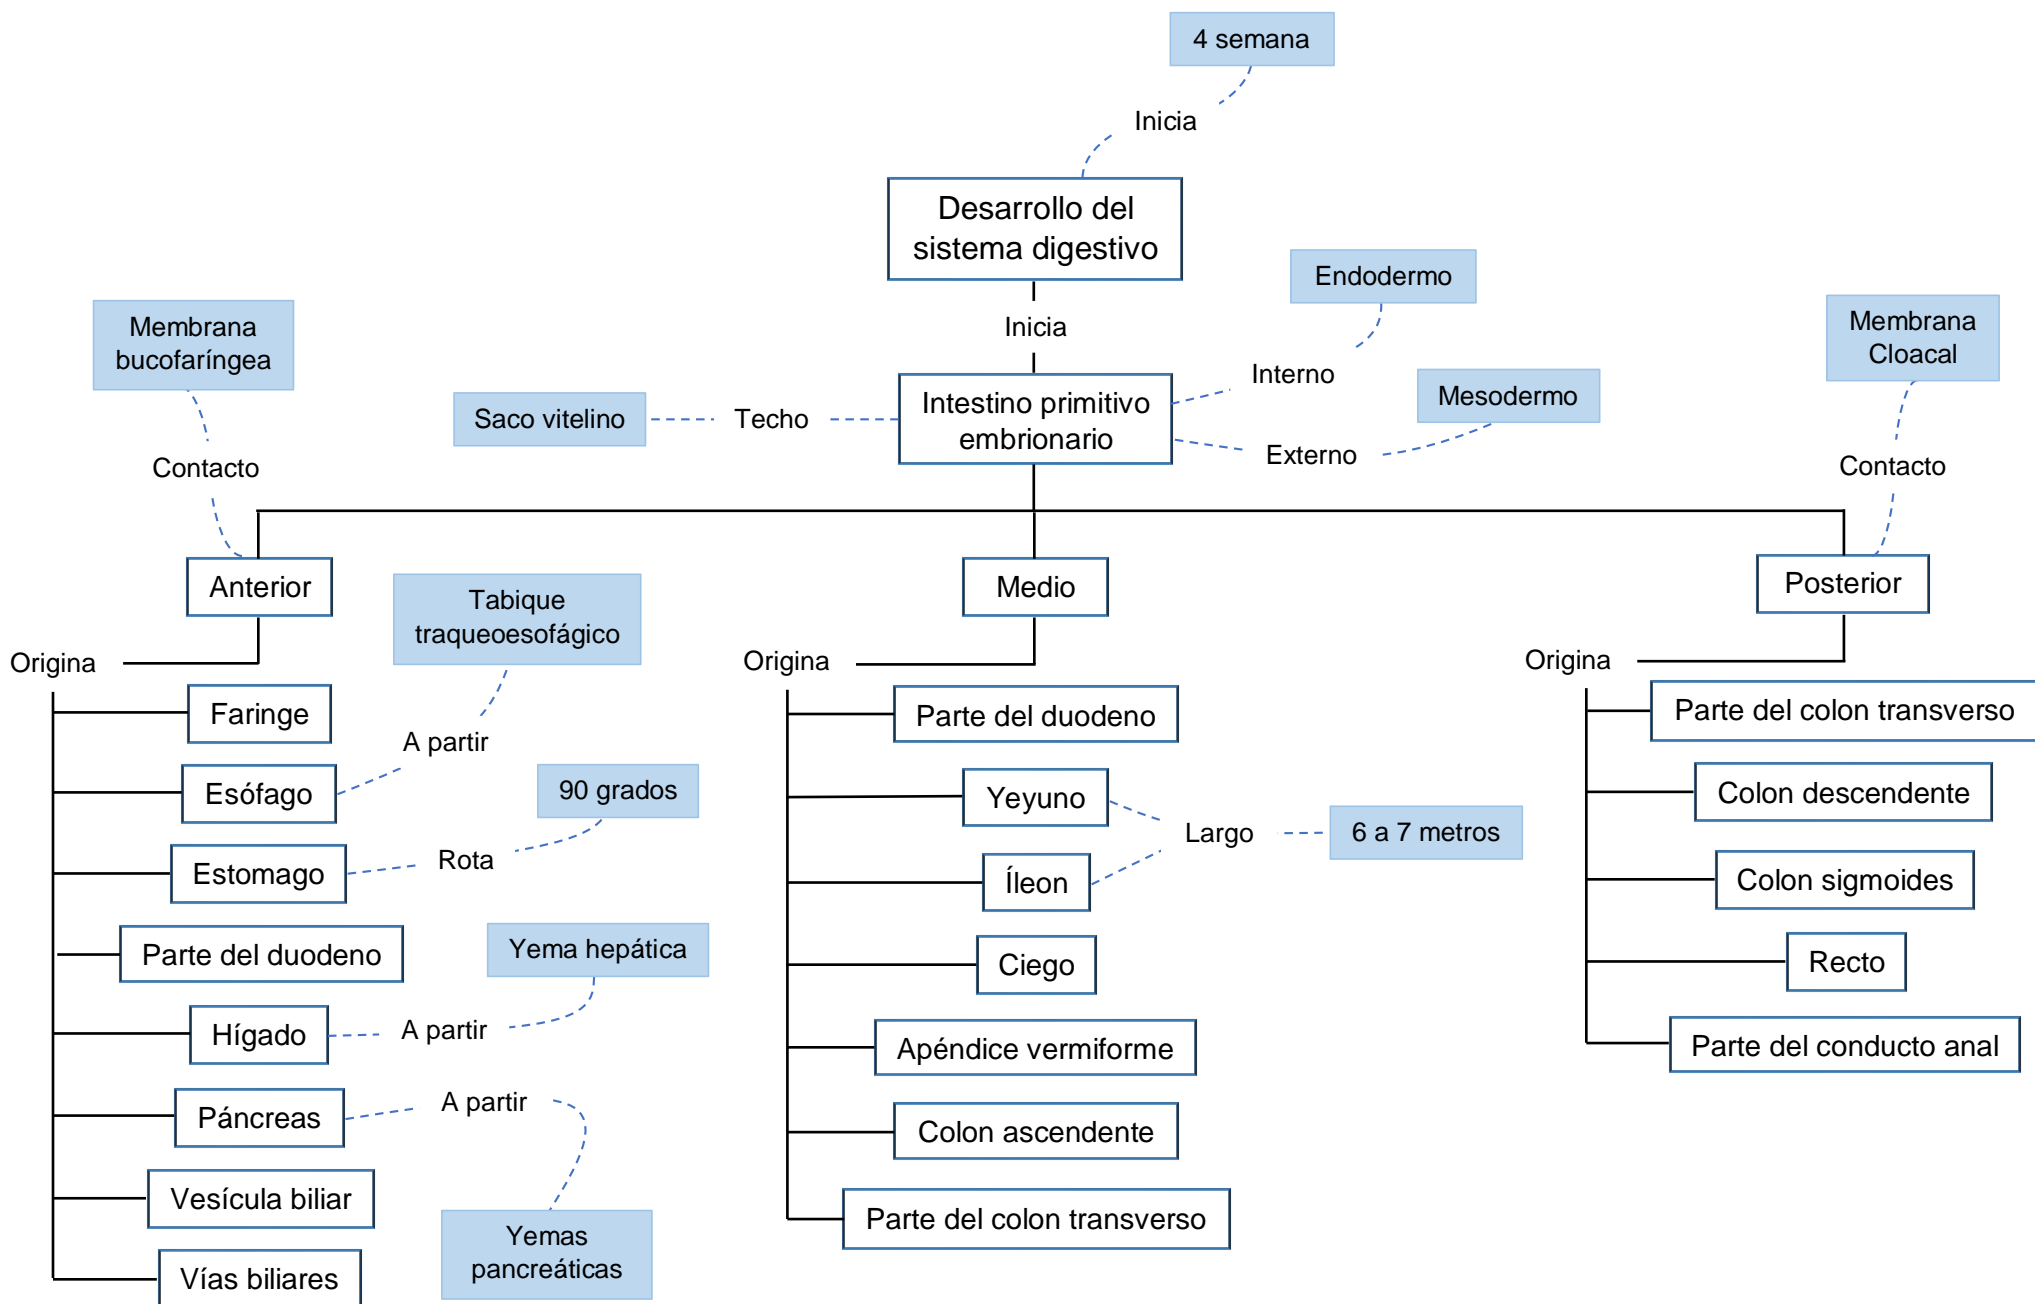 4 semana
Inicia
Desarrollo del
sistema digestivo
Inicia
Endodermo
Interno
Mesodermo
Externo
Intestino primitivo
embrionario
Techo
Saco vitelino
Membrana
bucofaríngea
Contacto
Membrana
Cloacal
Contacto
Anterior
Origina
Faringe
Esófago
A partir
Tabique
traqueoesofágico
Estomago
Rota
90 grados
Parte del duodeno
Hígado
A partir
Yema hepática
Páncreas
A partir
Yemas
pancreáticas
Vesícula biliar
Vías biliares
Medio
Origina
Parte del duodeno
Yeyuno
Íleon
Largo
6 a 7 metros
Ciego
Apéndice vermiforme
Colon ascendente
Parte del colon transverso
Posterior
Origina
Parte del colon transverso
Colon descendente
Colon sigmoides
Recto
Parte del conducto anal